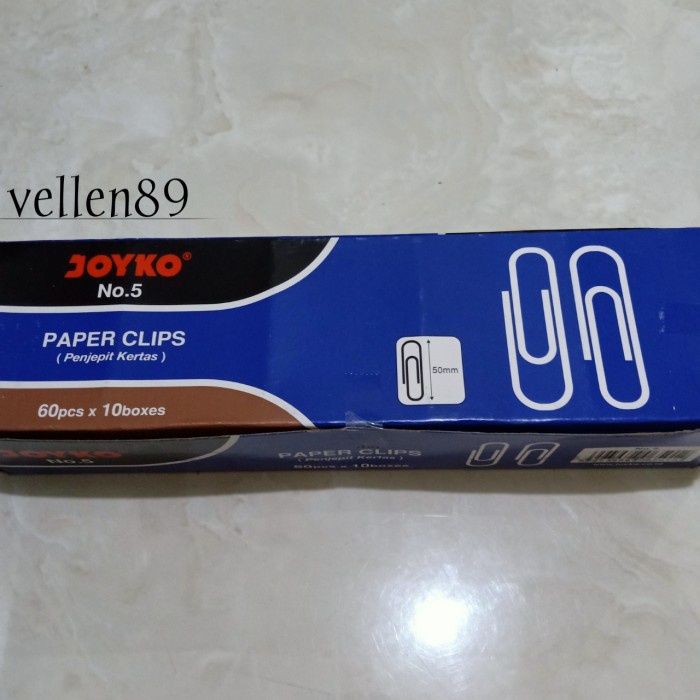 vellen89
JOYKO®
No.5
PAPER CLIPS
( Penjepit Kertas )
50mm
60pcs x 10boxes
JOYKO
No.5
PAPER CLIPS
( Penjepit Kertas )
60pcs x 10boxes